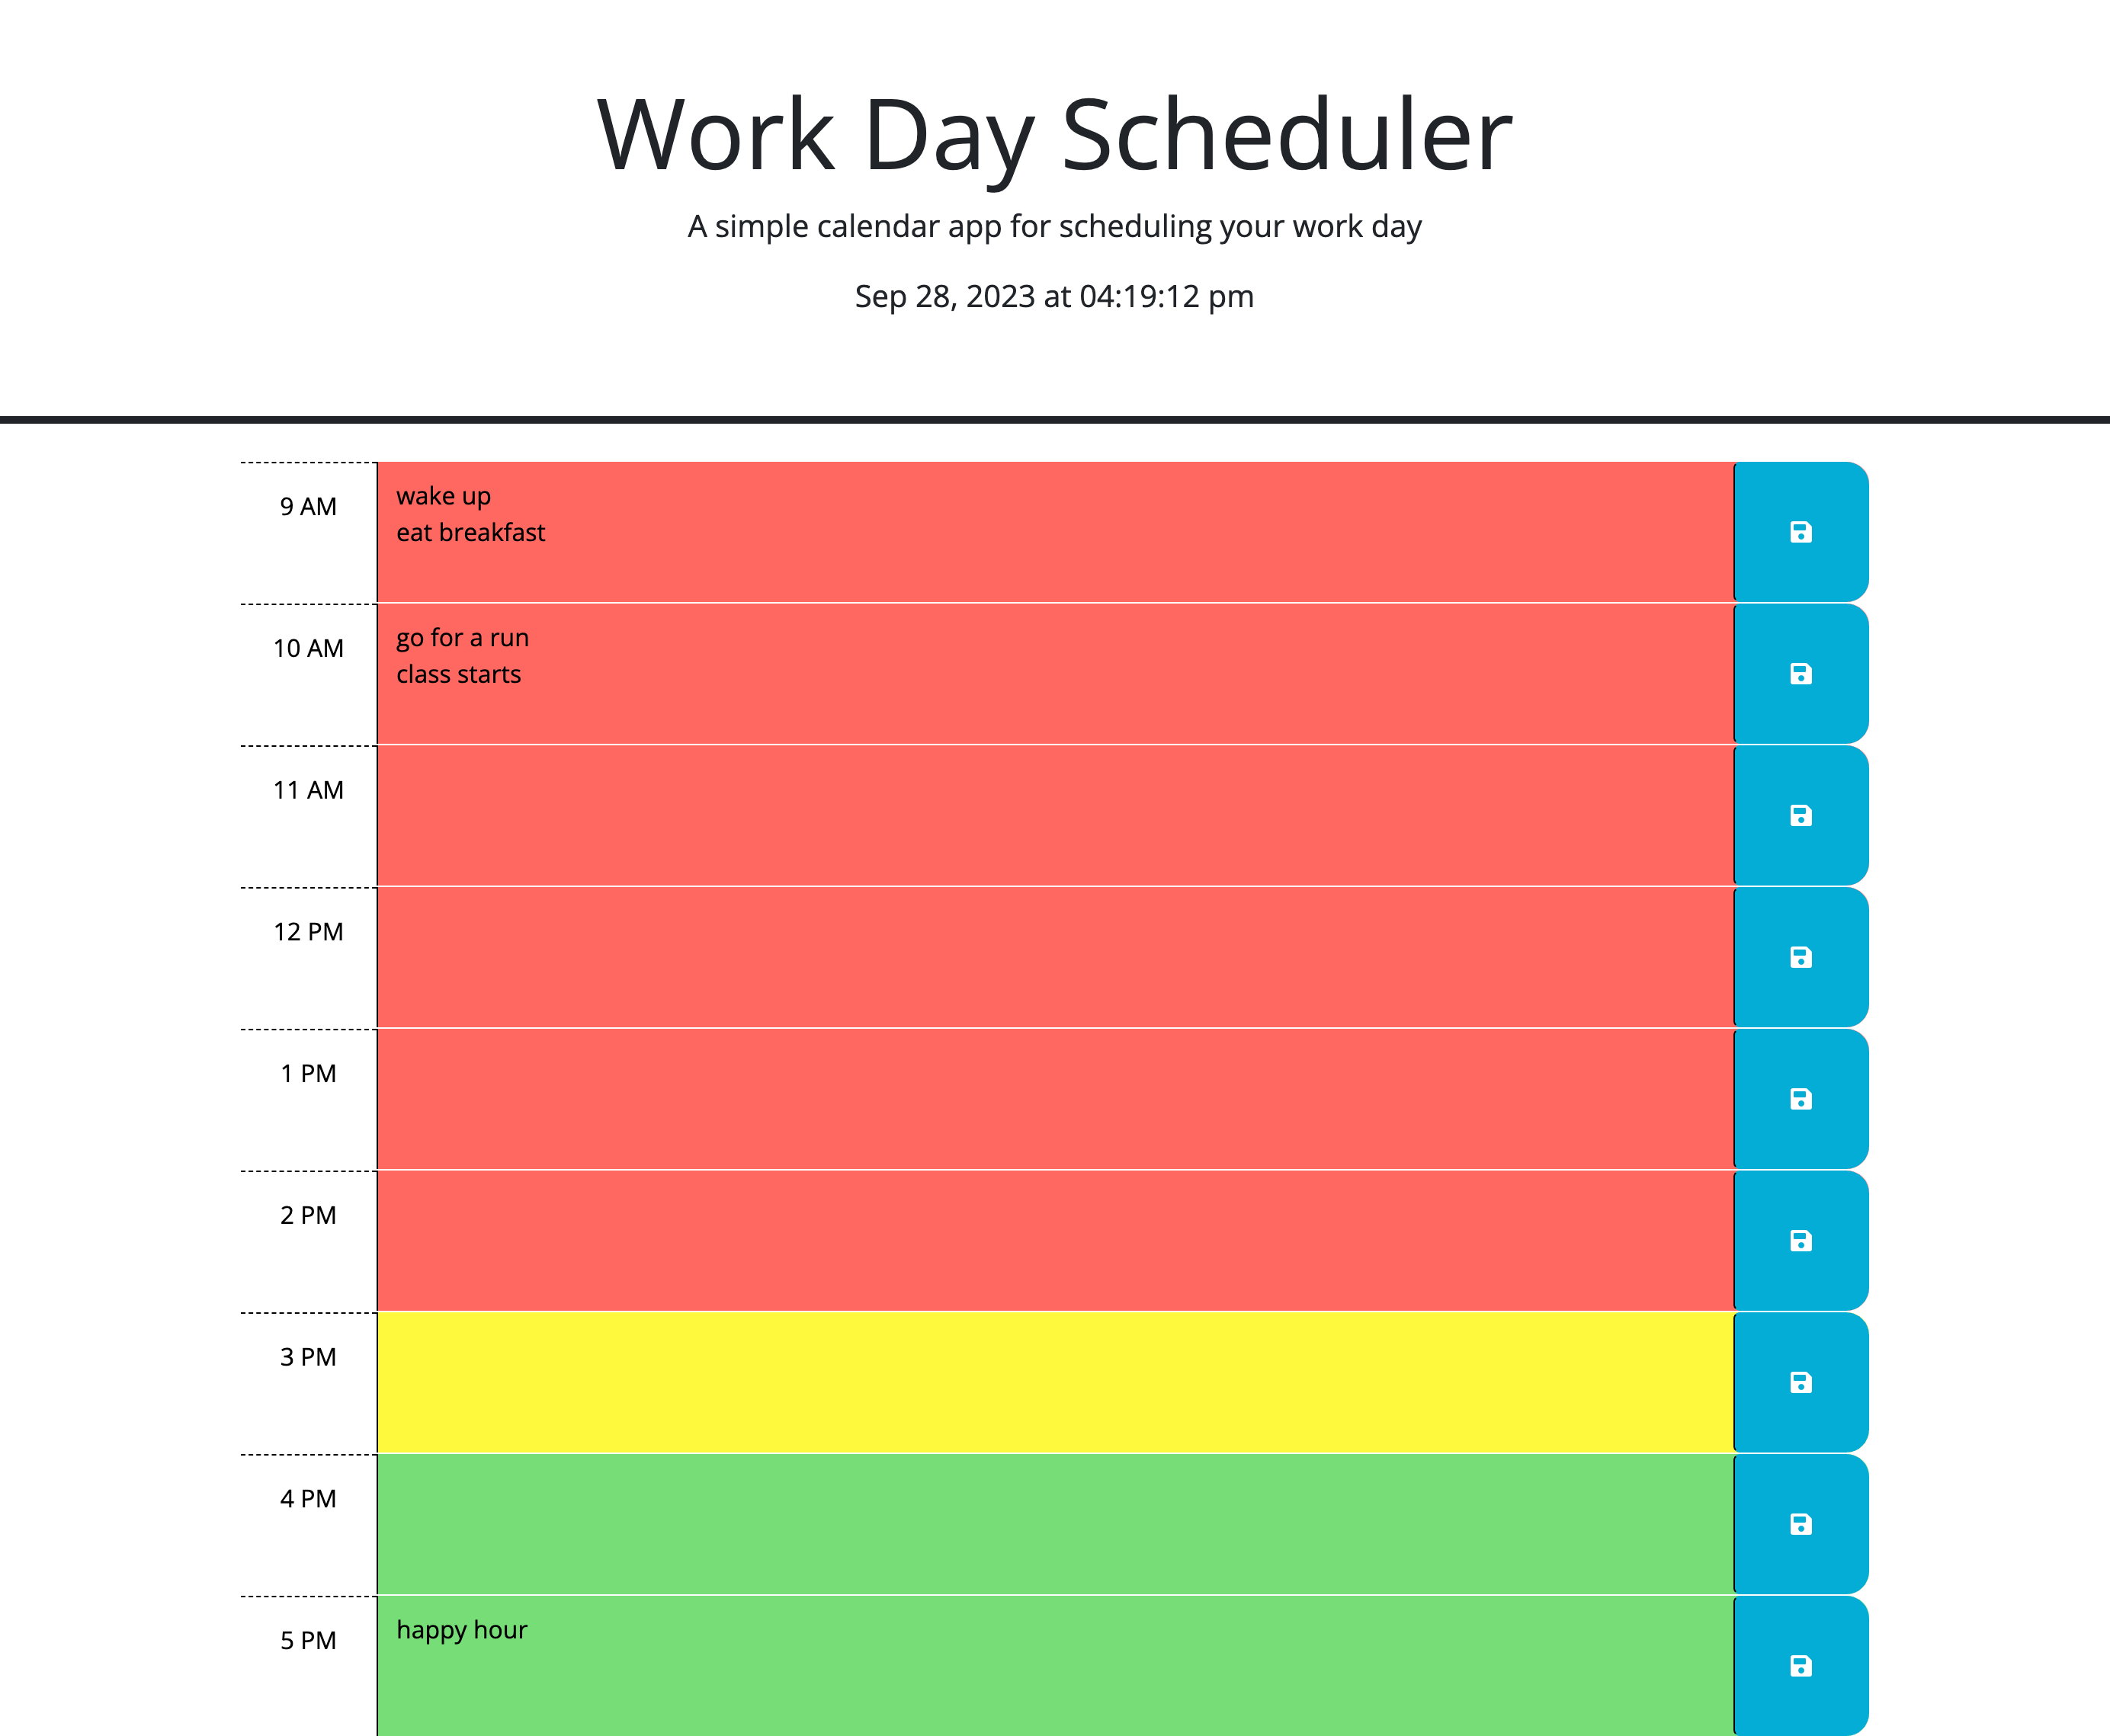 Work Day Scheduler
A simple calendar app for scheduling your work day
Sep 28, 2023 at 04:19:12 pm
9 AM
wake up
eat breakfast
10 AM
go for a run
class starts
11 AM
12 PM
1 PM
2 PM
3 PM
4 PM
5 PM
happy hour